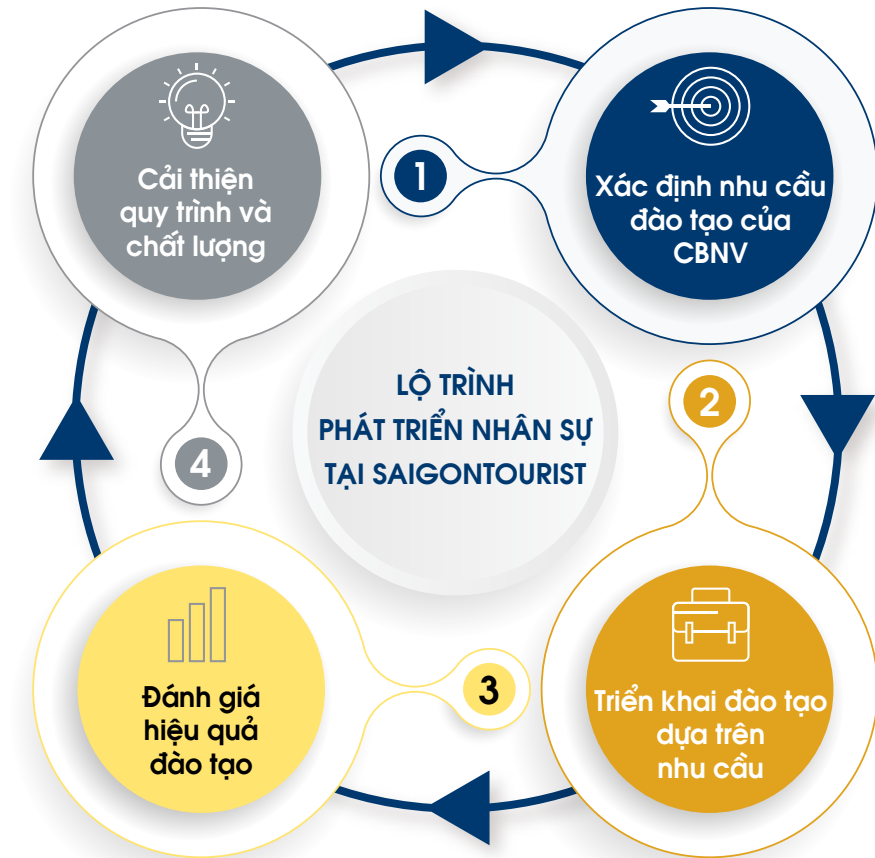 LỘ TRÌNH
PHÁT TRIỂN NHÂN SỰ
TẠI SAIGONTOURIST
1
Xác định nhu cầu
đào tạo của
CBNV
2
Triển khai đào tạo
dựa trên
nhu cầu
3
Đánh giá
hiệu quả
đào tạo
4
Cải thiện
quy trình và
chất lượng